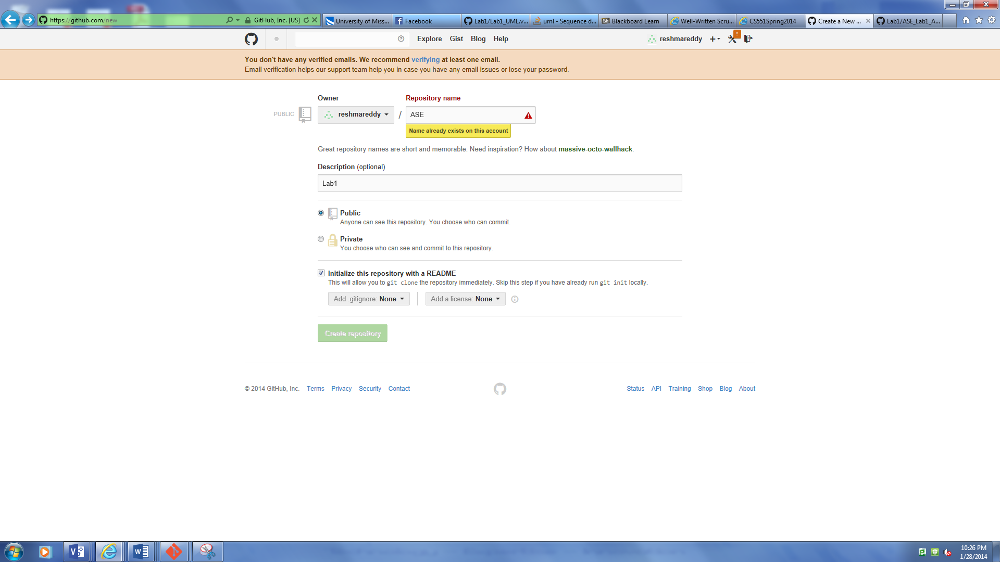 https://github.com/new
GitHub, Inc. [US]
University of Miss...
Facebook
Lab1/Lab1_UML.v...
uml - Sequence d...
Blackboard Learn
Well-Written Scru...
CS551Spring2014
Create a New ...
Lab1/ASE_Lab1_A...
Explore Gist Blog Help
reshmareddy
You don't have any verified emails. We recommend verifying at least one email.
Email verification helps our support team help you in case you have any email issues or lose your password.
Owner Repository name
PUBLIC reshmareddy / ASE
Name already exists on this account
Great repository names are short and memorable. Need inspiration? How about massive-octo-wallhack.
Description (optional)
Lab1
Public
Anyone can see this repository. You choose who can commit.
Private
You choose who can see and commit to this repository.
Initialize this repository with a README
This will allow you to git clone the repository immediately. Skip this step if you have already run git init locally.
Add .gitignore: None Add a license: None
Create repository
© 2014 GitHub, Inc. Terms Privacy Security Contact
Status API Training Shop Blog About
10:26 PM
1/28/2014